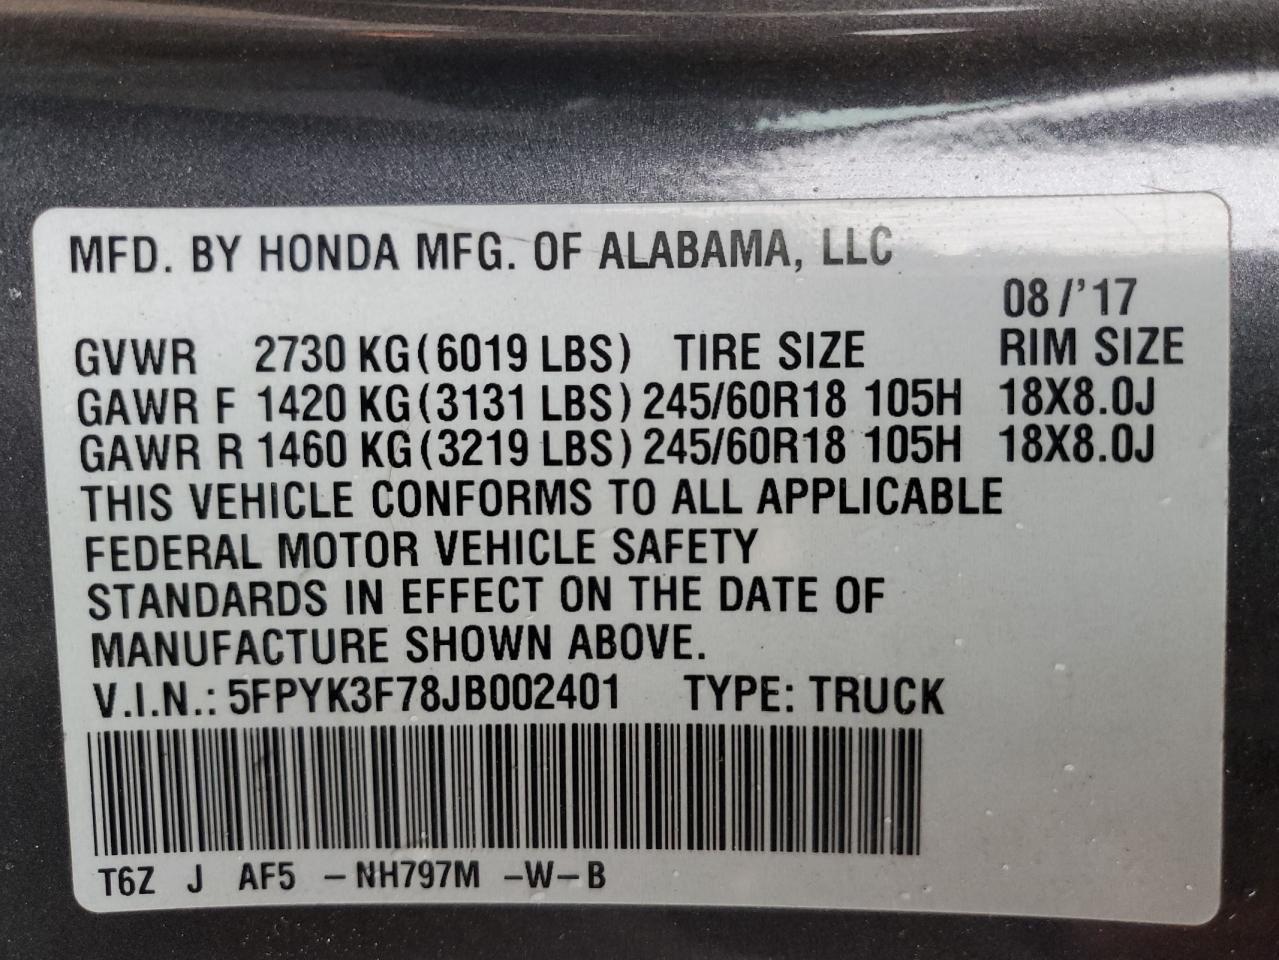 MFD. BY HONDA MFG. OF ALABAMA, LLC
08/'17
GVWR 2730 KG(6019 LBS) TIRE SIZE RIM SIZE
GAWR F 1420 KG(3131 LBS) 245/60R18 105H 18X8.0J
GAWR R 1460 KG(3219 LBS) 245/60R18 105H 18X8.0J
THIS VEHICLE CONFORMS TO ALL APPLICABLE
FEDERAL MOTOR VEHICLE SAFETY
STANDARDS IN EFFECT ON THE DATE OF
MANUFACTURE SHOWN ABOVE.
V.I.N.: 5FPYK3F78JB002401 TYPE: TRUCK
T6Z J AF5 -NH797M -W-B